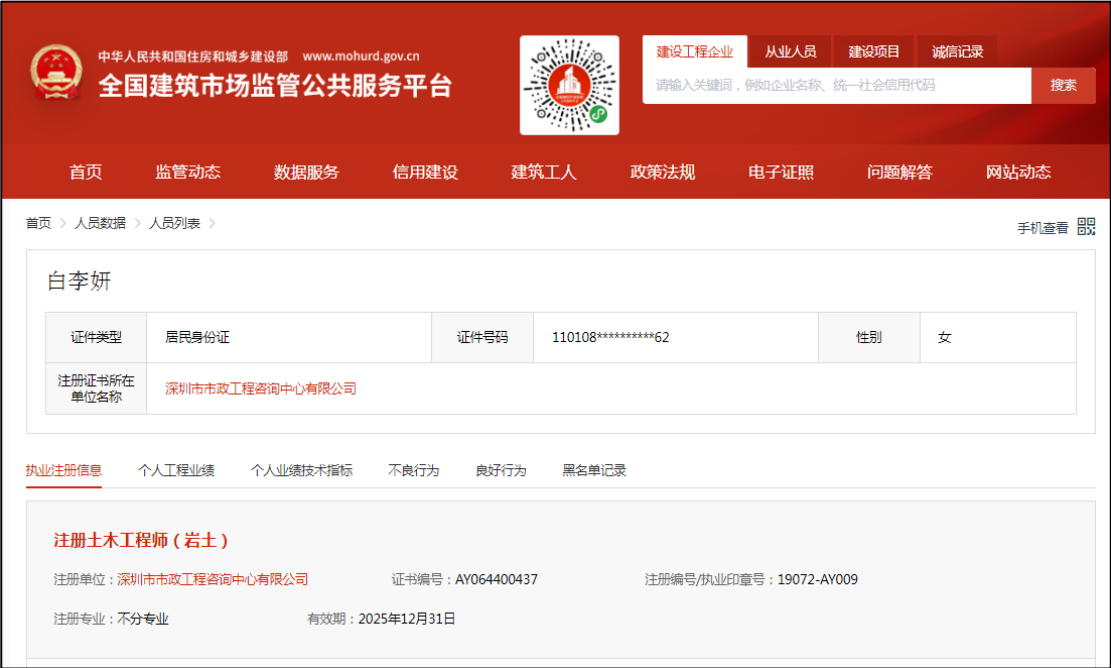 中华人民共和国住房和城乡建设部 www.mohurd.gov.cn
全国建筑市场监管公共服务平台
建设工程企业 从业人员 建设项目 诚信记录
请输入关键词，例如企业名称、统一社会信用代码 搜索
首页 监管动态 数据服务 信用建设 建筑工人 政策法规 电子证照 问题解答 网站动态
首页 > 人员数据 > 人员列表 >
手机查看
白李妍
证件类型 居民身份证 证件号码 110108**********62 性别 女
注册证书所在
单位名称
深圳市市政工程咨询中心有限公司
执业注册信息 个人工程业绩 个人业绩技术指标 不良行为 良好行为 黑名单记录
注册土木工程师（岩土）
注册单位：深圳市市政工程咨询中心有限公司 证书编号：AY064400437 注册编号/执业印章号：19072-AY009
注册专业：不分专业 有效期：2025年12月31日